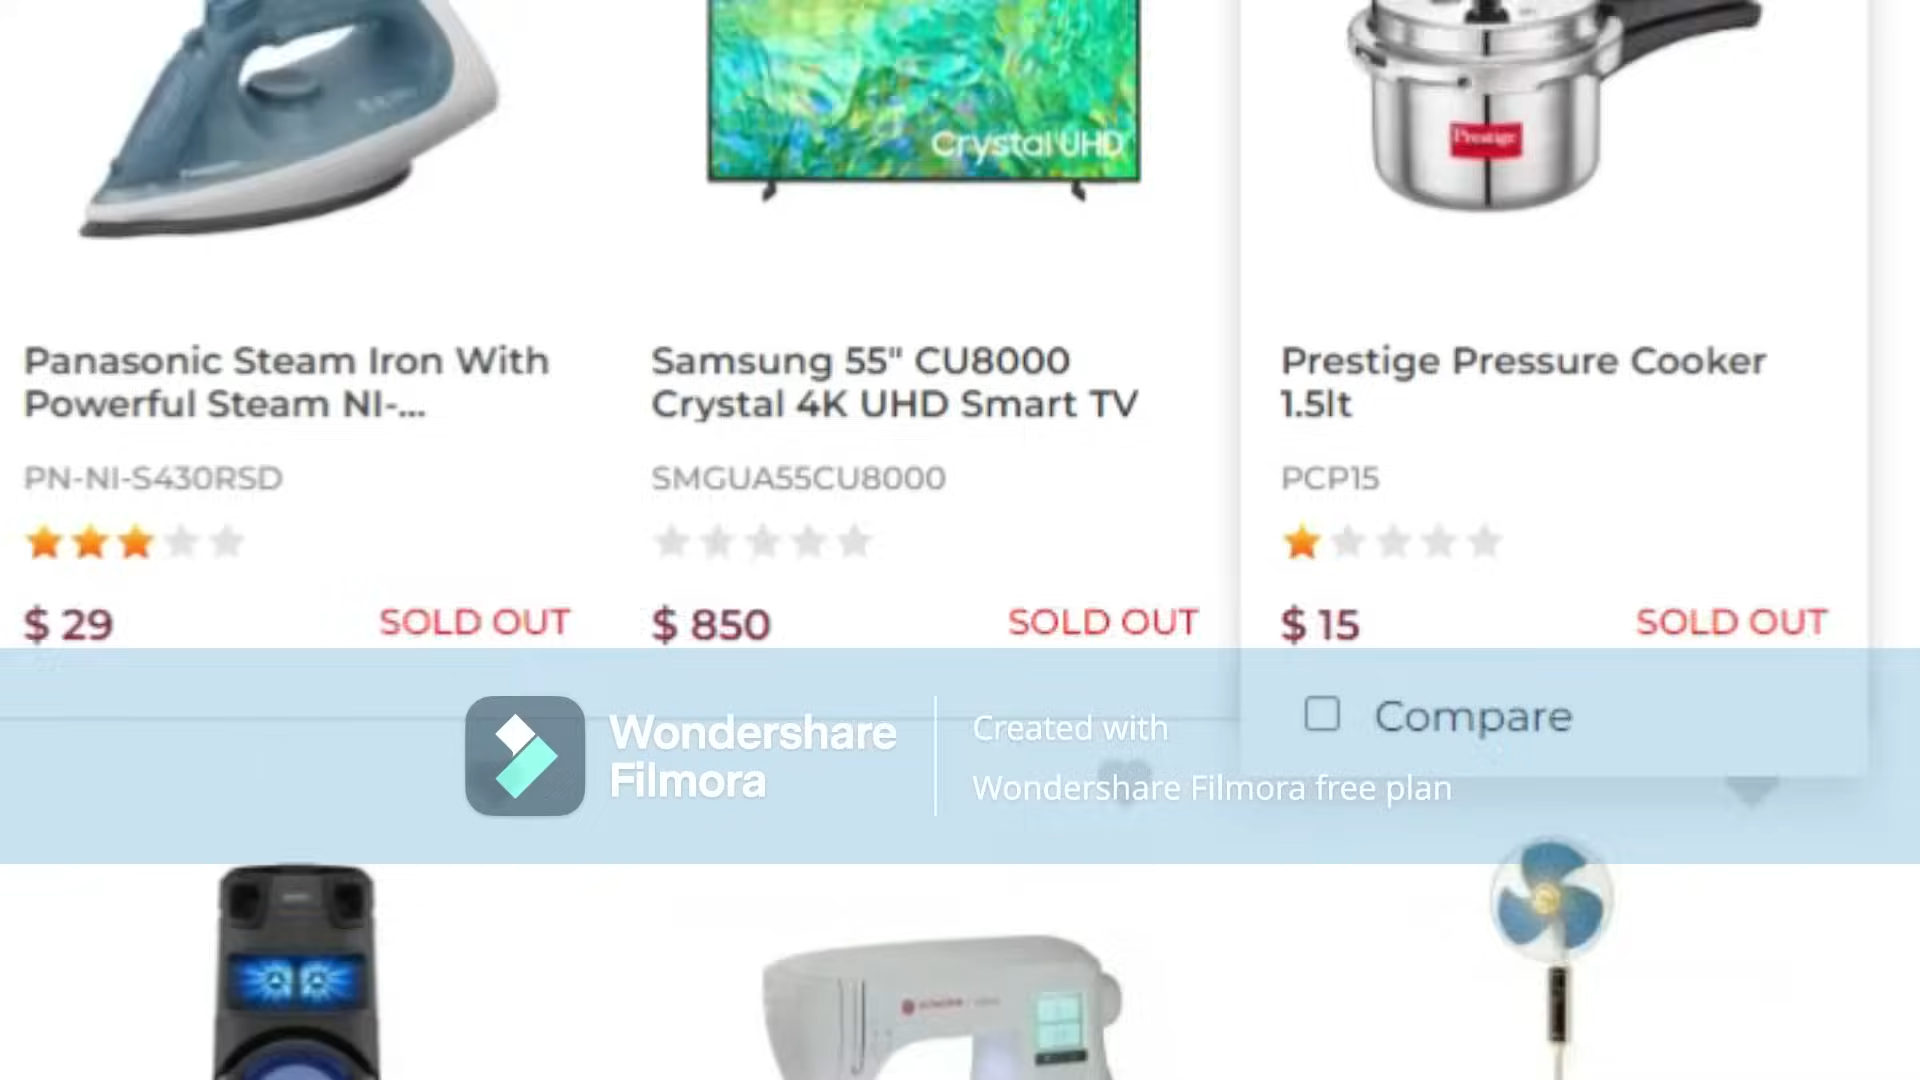 Crystal UHD
Prestige
Panasonic Steam Iron With
Powerful Steam NI-...
PN-NI-S430RSD
$ 29
SOLD OUT
Samsung 55" CU8000
Crystal 4K UHD Smart TV
SMGUA55CU8000
$ 850
SOLD OUT
Prestige Pressure Cooker
1.5lt
PCP15
$ 15
SOLD OUT
Compare
Wondershare
Filmora
Created with
Wondershare Filmora free plan